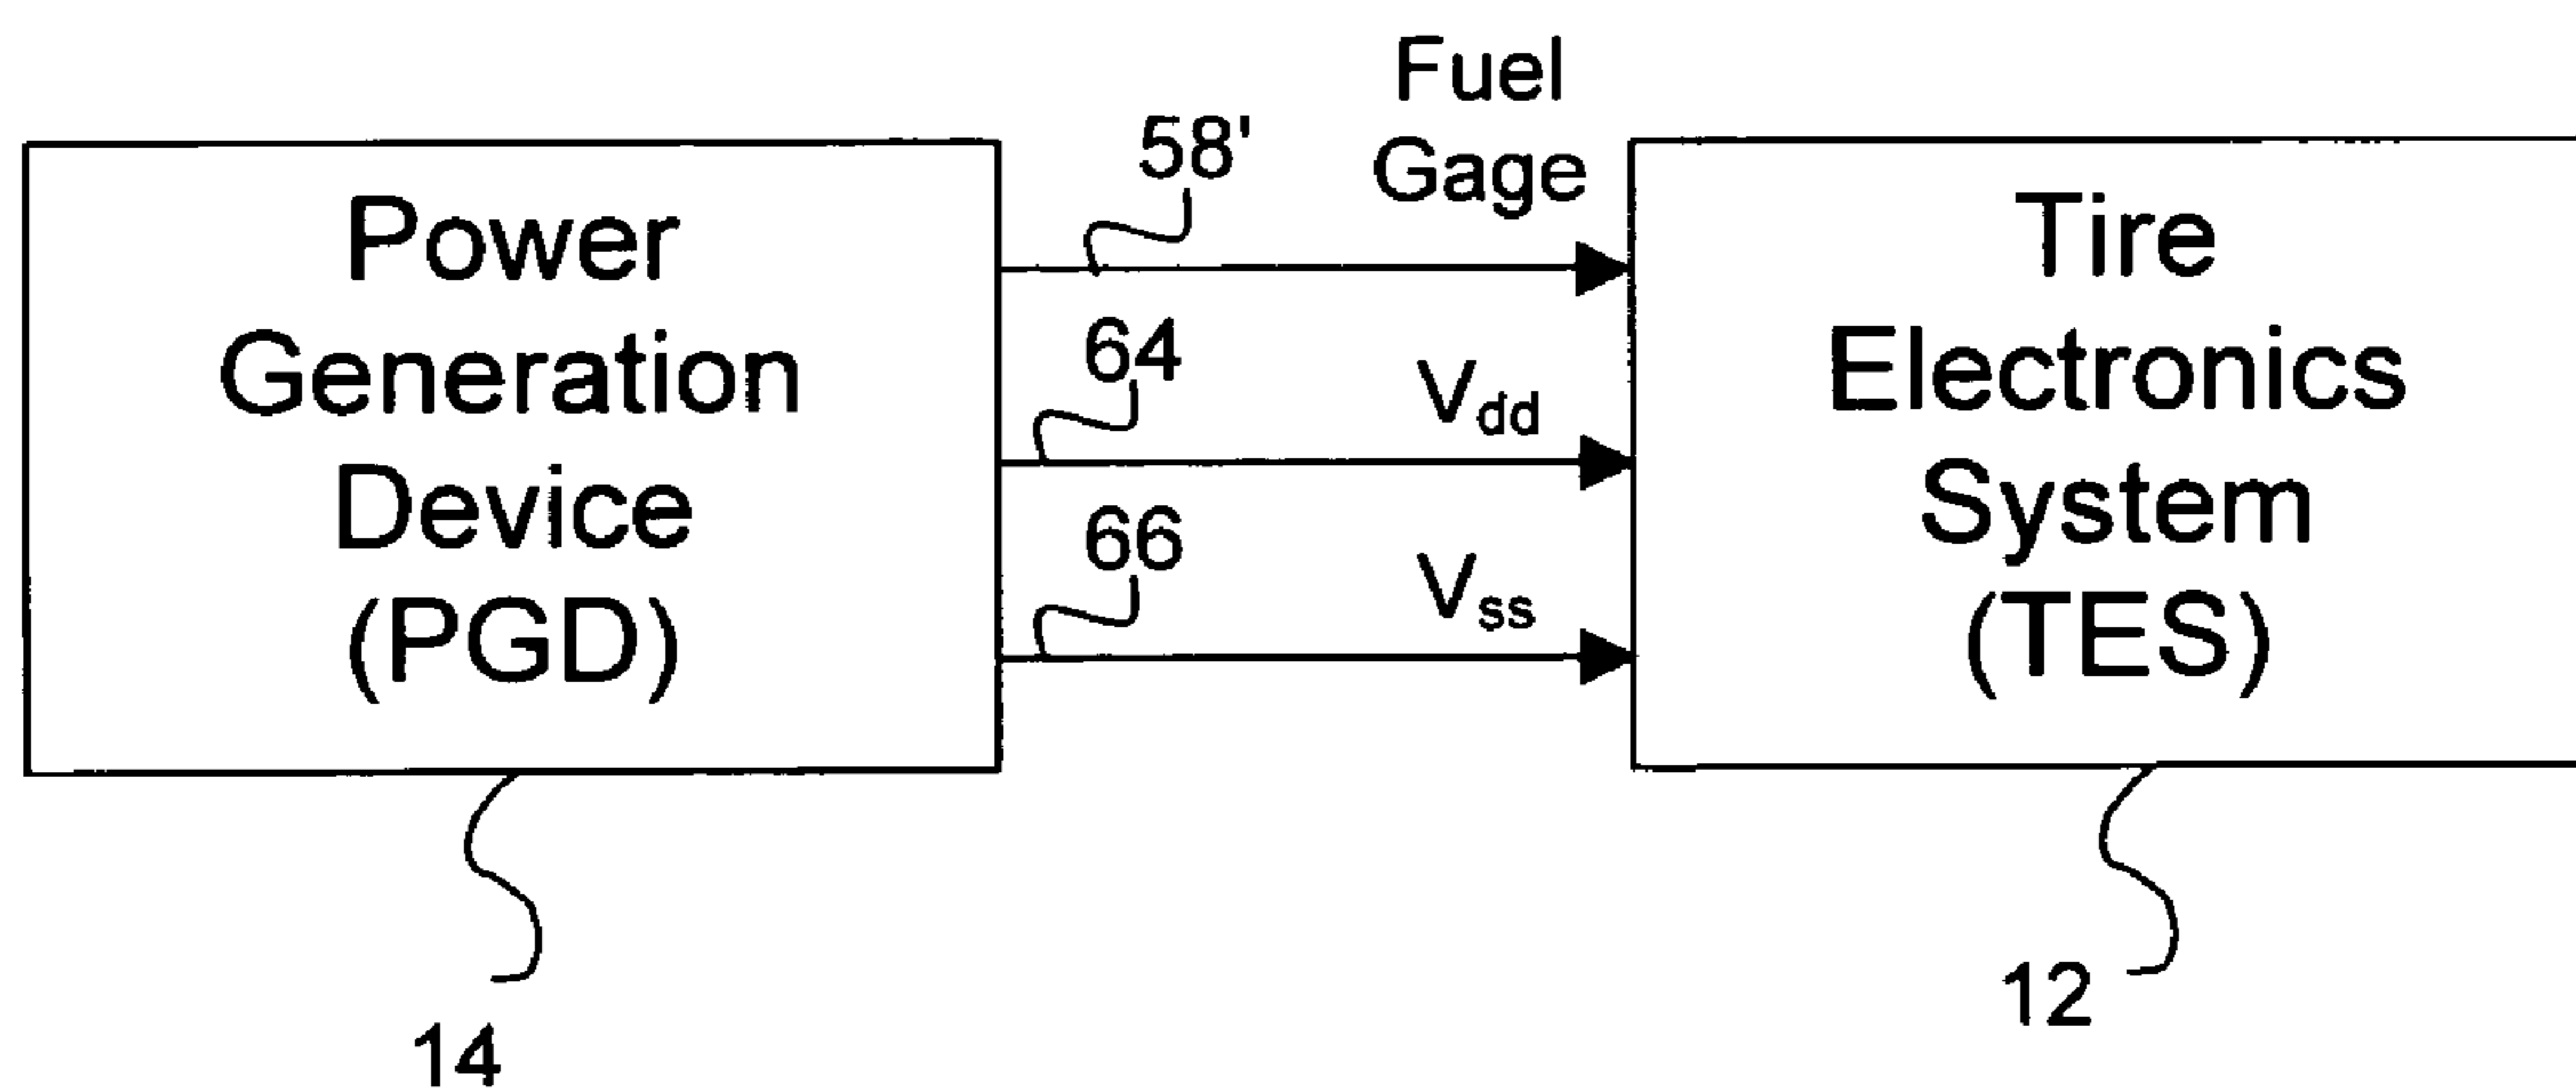 Power
Generation
Device
(PGD)
14
58'
Fuel
Gage
64
Vdd
66
Vss
Tire
Electronics
System
(TES)
12